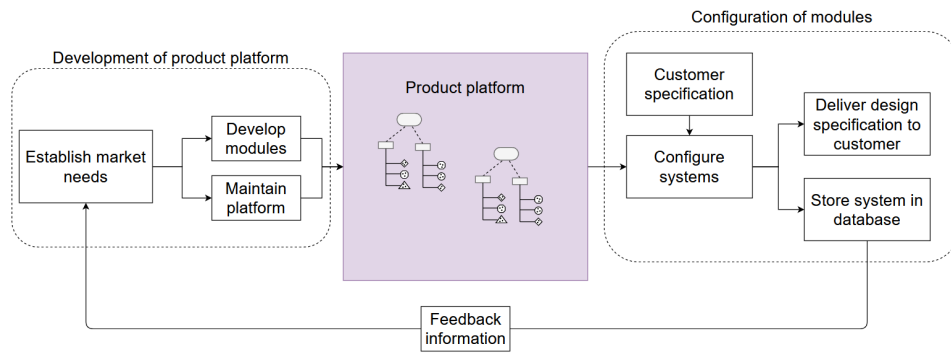 Configuration of modules
Development of product platform
Establish market
needs
Develop
modules
Maintain
platform
Product platform
Customer
specification
Configure
systems
Deliver design
specification to
customer
Store system in
database
Feedback
information